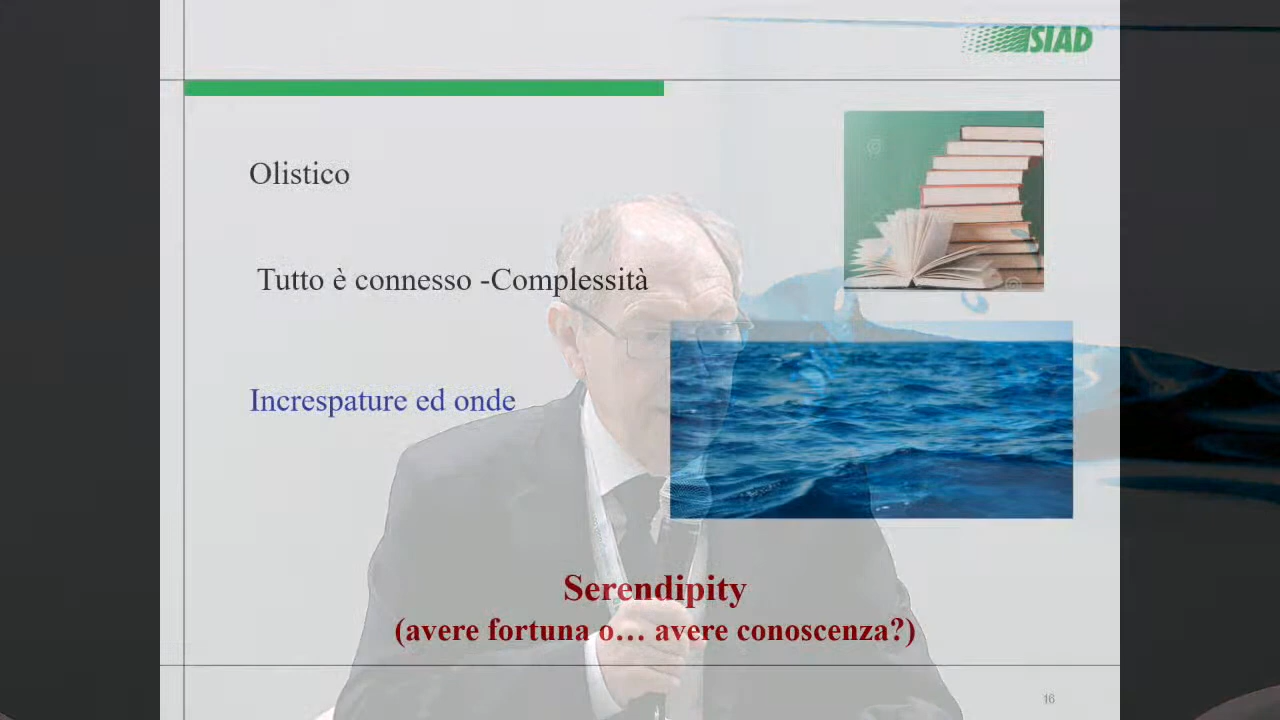 SIAD
Olistico
Tutto è connesso -Complessità
Increspature ed onde
Serendipity
(avere fortuna o… avere conoscenza?)
16